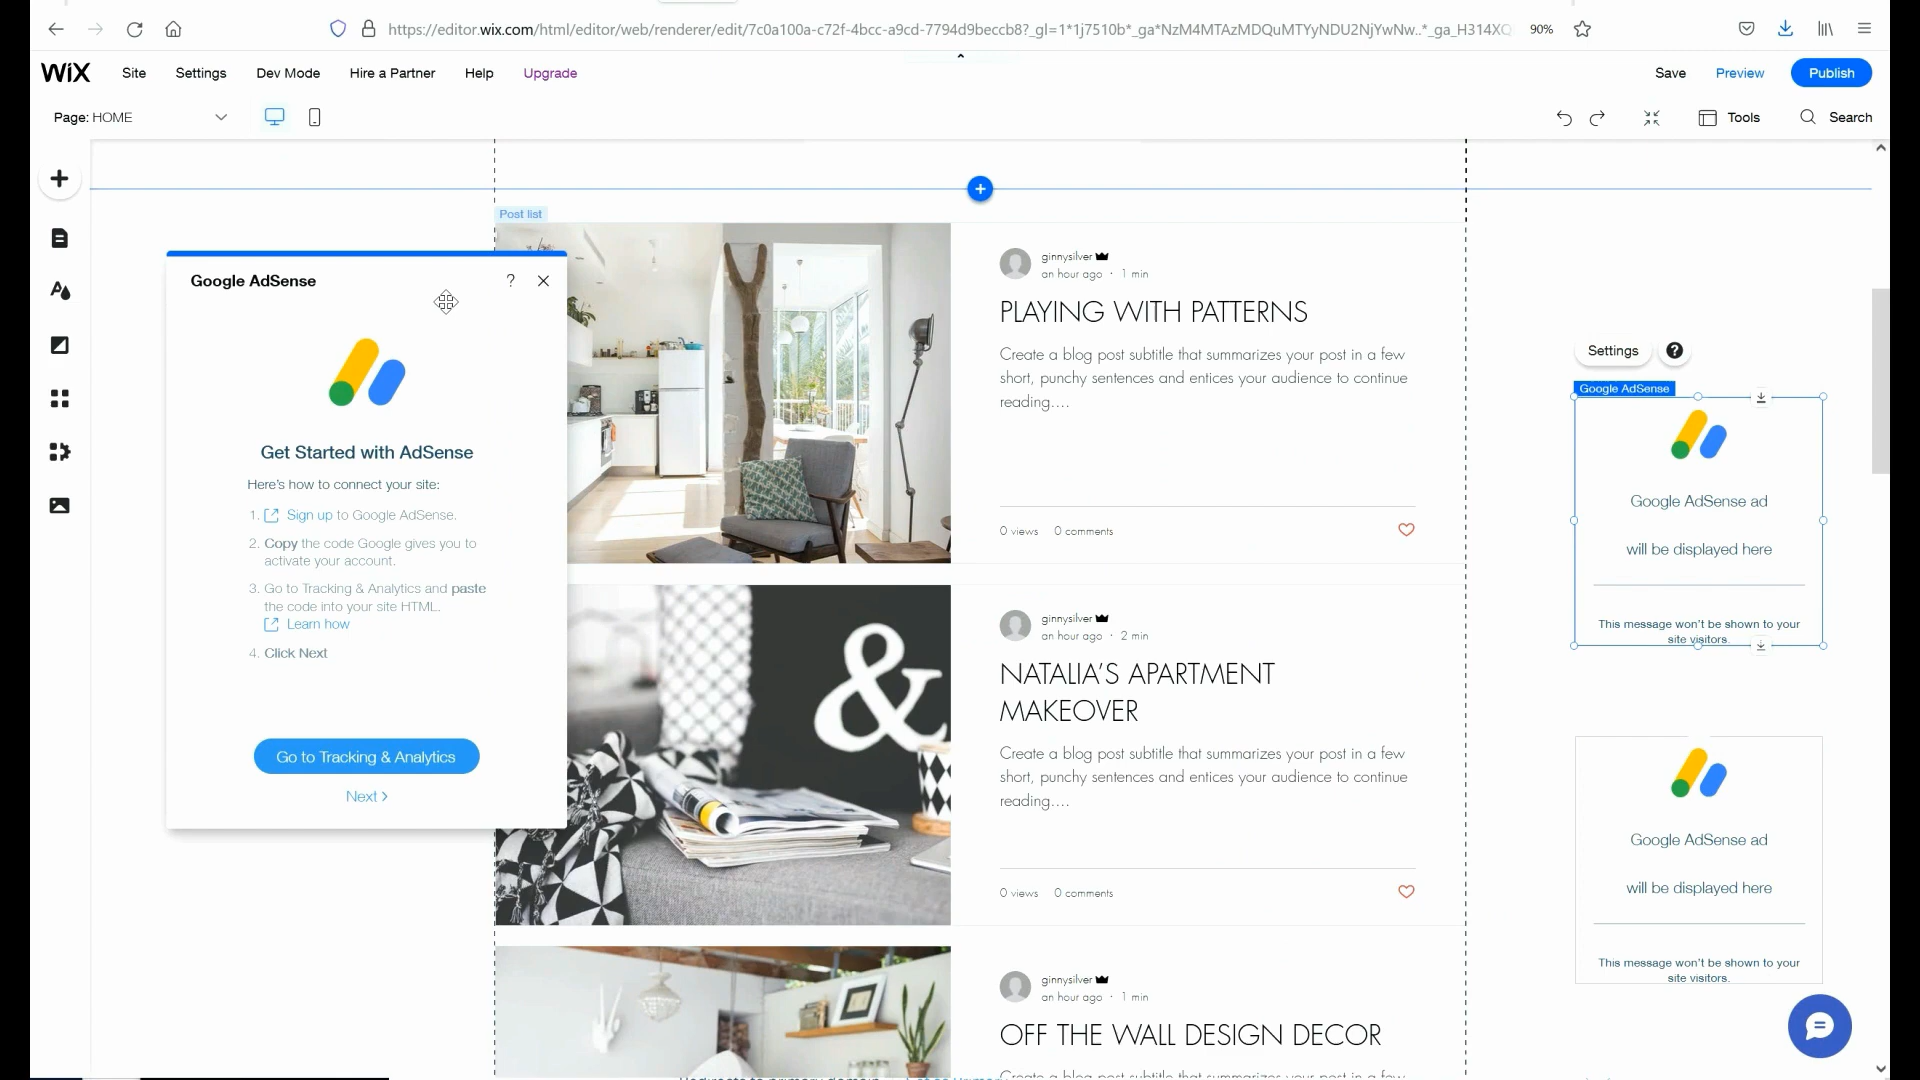 https://editor.wix.com/html/editor/web/renderer/edit/7c0a100a-c72f-4bcc-a9cd-7794d9beccb8?_gl=1*1j7510b*_ga*NzM4MTAzMDQuMTYyNDU2NjYwNw..*_ga_H314XQ
90%
WiX
Site
Settings
Dev Mode
Hire a Partner
Help
Upgrade
Save
Preview
Publish
Page: HOME
Tools
Search
Post list
Google AdSense
?
Get Started with AdSense
Here's how to connect your site:
1. Sign up to Google AdSense.
2. Copy the code Google gives you to
activate your account.
3. Go to Tracking & Analytics and paste
the code into your site HTML.
Learn how
4. Click Next
Go to Tracking & Analytics
Next >
ginnysilver
an hour ago · 1 min
PLAYING WITH PATTERNS
Create a blog post subtitle that summarizes your post in a few
short, punchy sentences and entices your audience to continue
reading....
0 views 0 comments
&
ginnysilver
an hour ago · 2 min
NATALIA'S APARTMENT
MAKEOVER
Create a blog post subtitle that summarizes your post in a few
short, punchy sentences and entices your audience to continue
reading....
0 views 0 comments
ginnysilver
an hour ago · 1 min
OFF THE WALL DESIGN DECOR
Create a blog post subtitle that summarizes your post in a few
Settings
?
Google AdSense
Google AdSense ad
will be displayed here
This message won't be shown to your
site visitors.
Google AdSense ad
will be displayed here
This message won't be shown to your
site visitors.